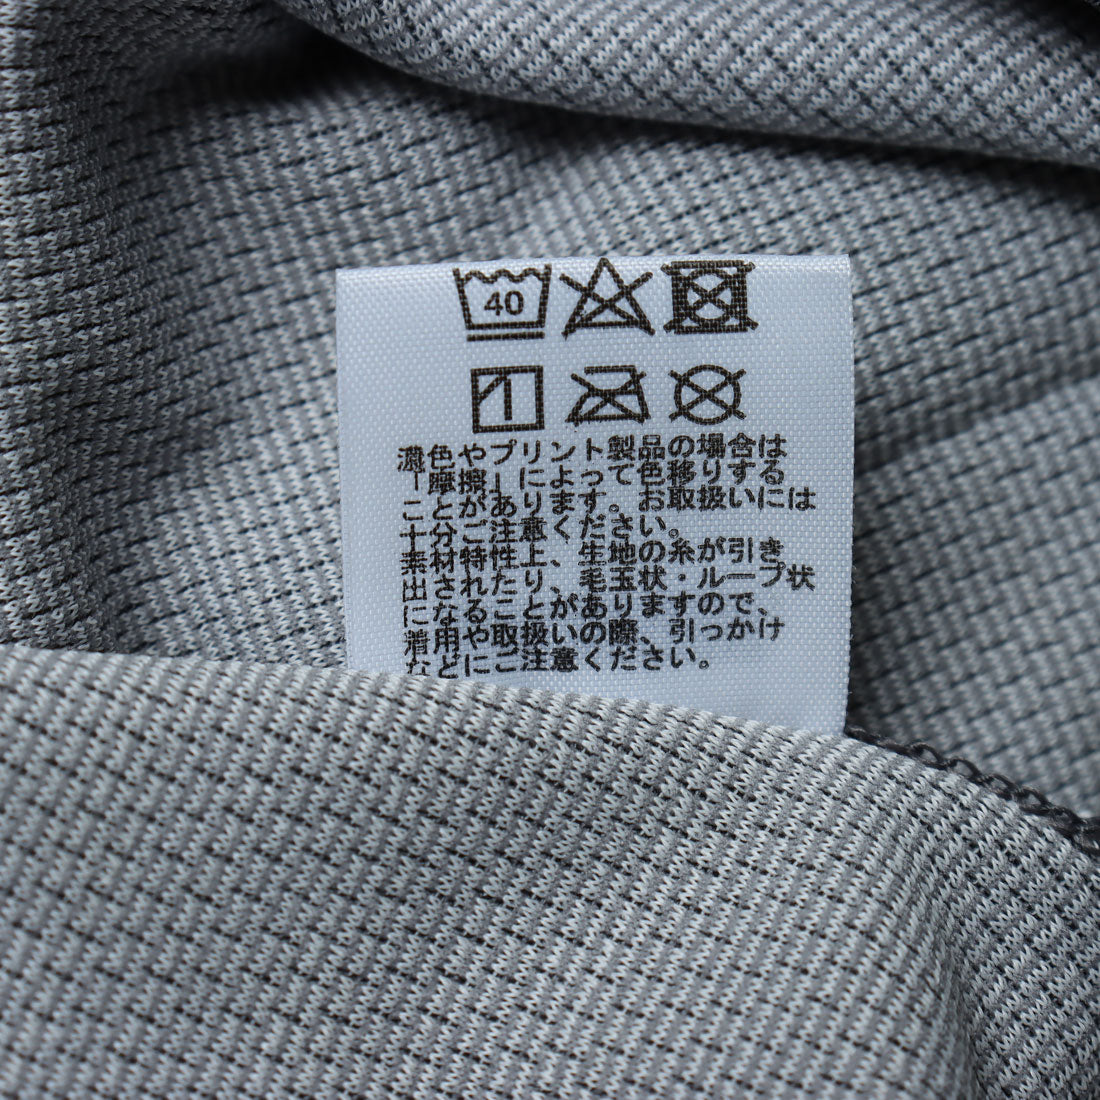 40
濃色やプリント製品の場合は
「摩擦」によって色移りする
ことがあります。お取扱いには
十分ご注意ください。
素材特性上、生地の糸が引き
出されたり、毛玉状・ループ状
になることがありますので、
着用や取扱いの際、引っかけ
などにご注意ください。